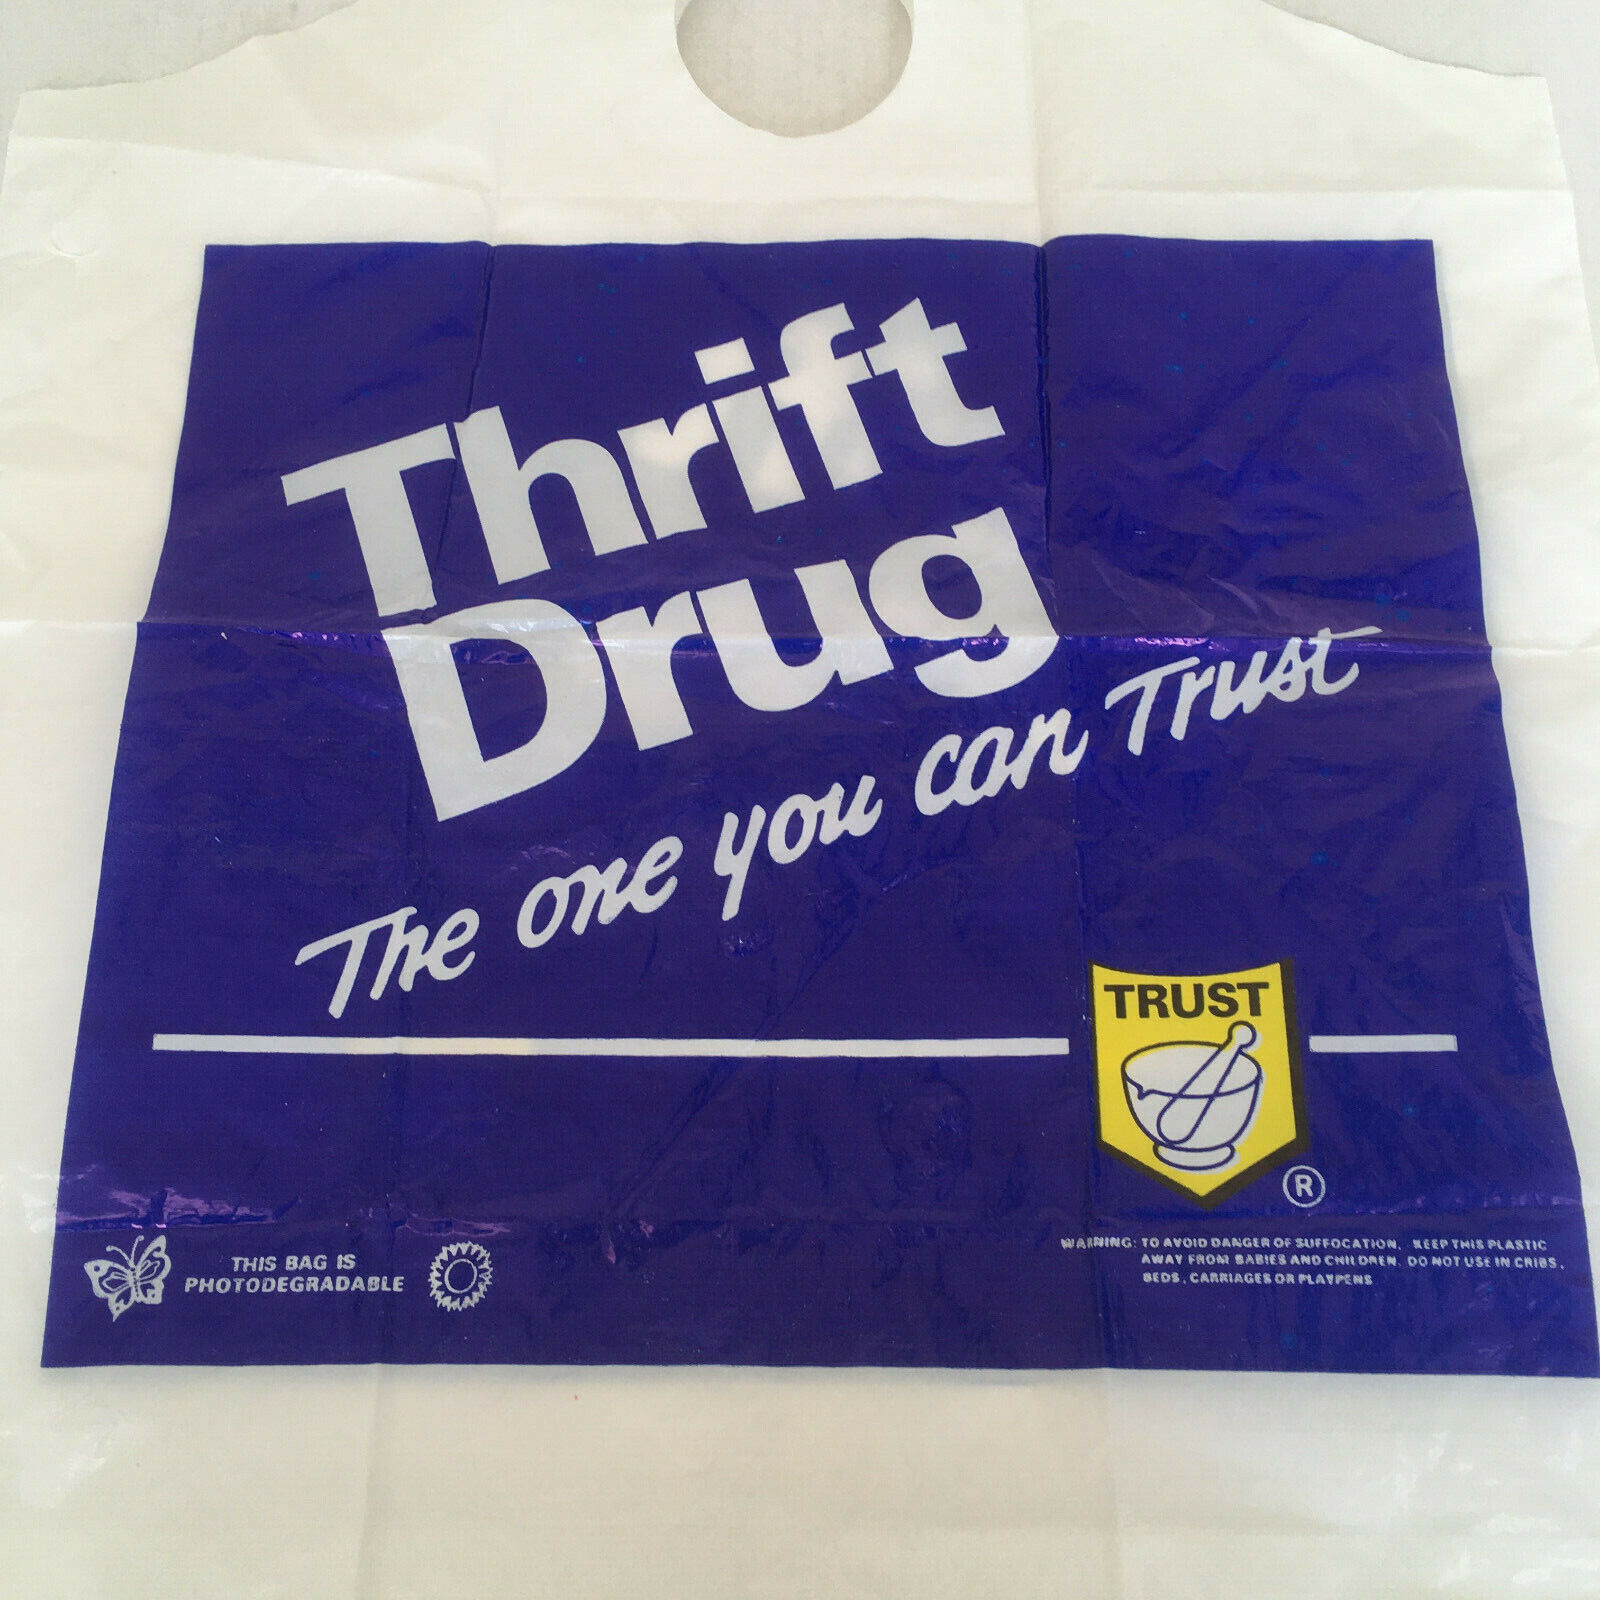 Thrift
Drug
The one you can Trust
TRUST
®
THIS BAG IS
PHOTODEGRADABLE
WARNING: TO AVOID DANGER OF SUFFOCATION, KEEP THIS PLASTIC
AWAY FROM BABIES AND CHILDREN. DO NOT USE IN CRIBS,
BEDS, CARRIAGES OR PLAYPENS